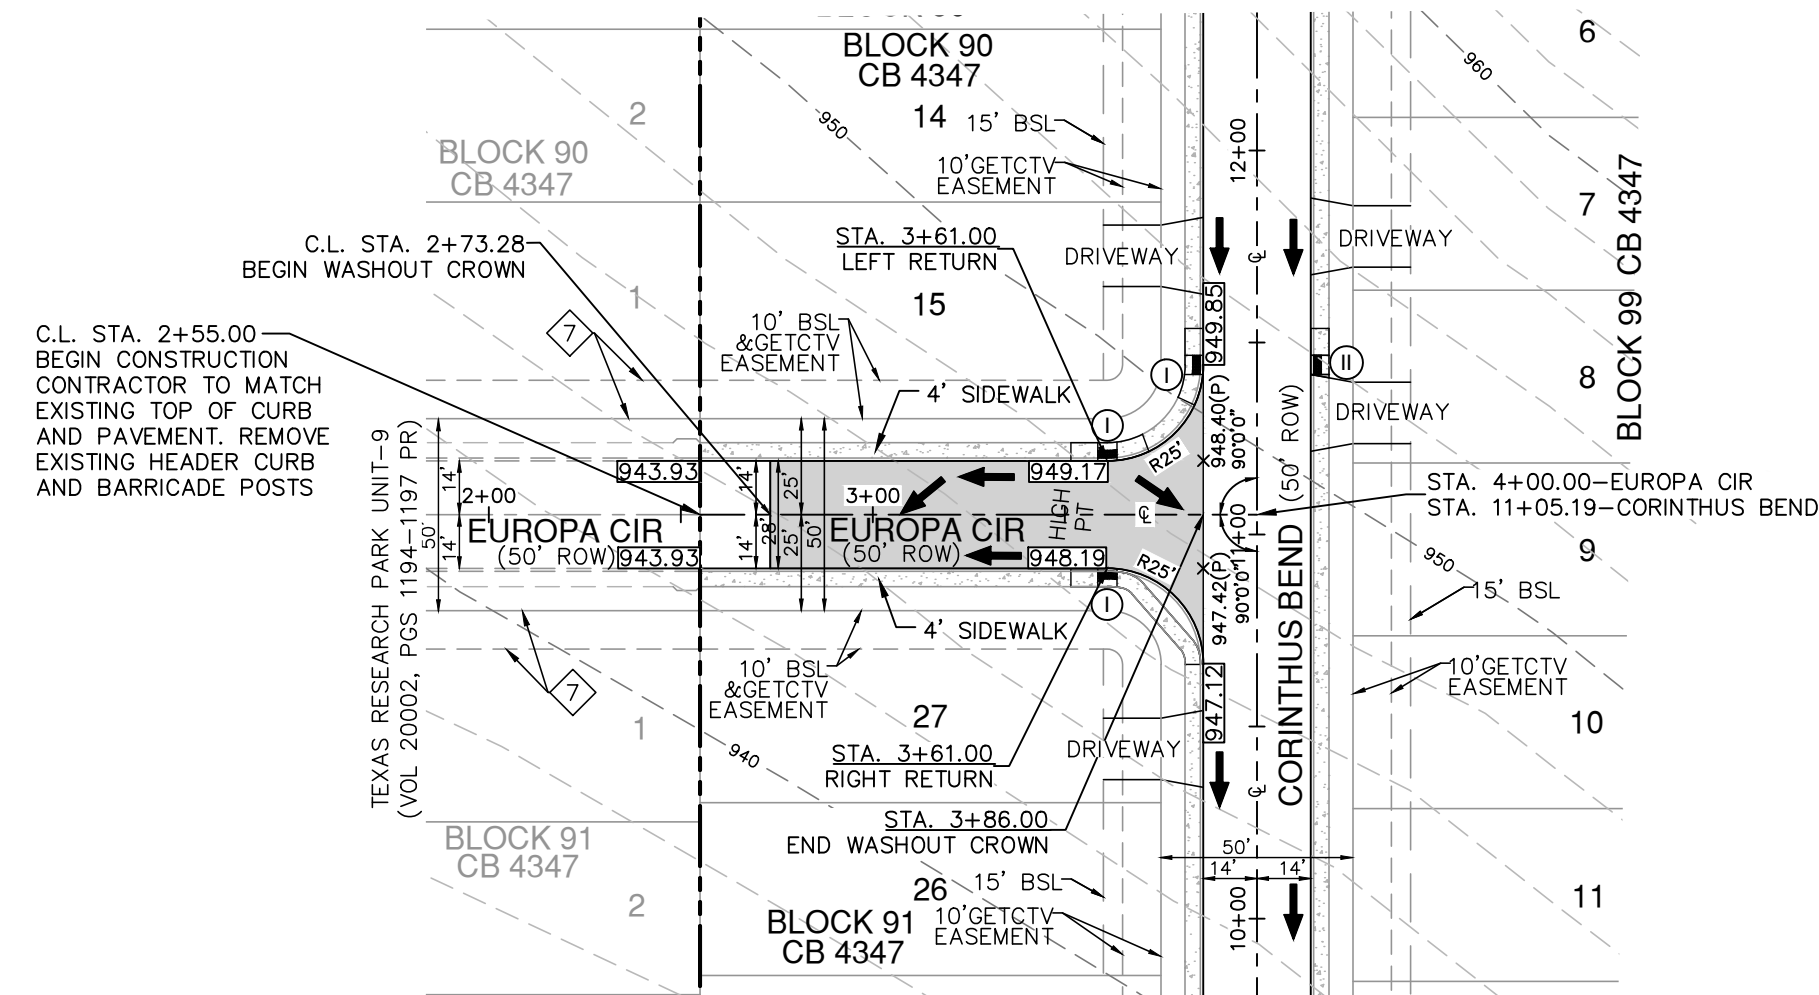 BLOCK 90
CB 4347
14
15' BSL
10'GETCTV
EASEMENT
2
BLOCK 90
CB 4347
950
960
6
12+00
7
BLOCK 99 CB 4347
C.L. STA. 2+73.28
BEGIN WASHOUT CROWN
STA. 3+61.00
LEFT RETURN
DRIVEWAY
DRIVEWAY
℄
1
15
949.85
C.L. STA. 2+55.00
BEGIN CONSTRUCTION
CONTRACTOR TO MATCH
EXISTING TOP OF CURB
AND PAVEMENT. REMOVE
EXISTING HEADER CURB
AND BARRICADE POSTS
7
10' BSL
&GETCTV
EASEMENT
4' SIDEWALK
I
I
II
8
DRIVEWAY
948.40(P)
90°0'0"
R25'
(50' ROW)
TEXAS RESEARCH PARK UNIT-9
(VOL 20002, PGS 1194-1197 PR)
943.93
949.17
14'
14'
25'
2+00
3+00
HIGH
PIT
℄
STA. 4+00.00-EUROPA CIR
STA. 11+05.19-CORINTHUS BEND
50'
28'
50'
EUROPA CIR
(50' ROW)
EUROPA CIR
(50' ROW)
14'
14'
25'
943.93
948.19
R25'
947.42(P)
90°0'0"
11+00
CORINTHUS BEND
950
9
15' BSL
I
4' SIDEWALK
7
10' BSL
&GETCTV
EASEMENT
10'GETCTV
EASEMENT
1
940
27
947.12
10
STA. 3+61.00
RIGHT RETURN
DRIVEWAY
℄
STA. 3+86.00
END WASHOUT CROWN
BLOCK 91
CB 4347
50'
14'
14'
2
26
15' BSL
10+00
11
BLOCK 91
CB 4347
10'GETCTV
EASEMENT